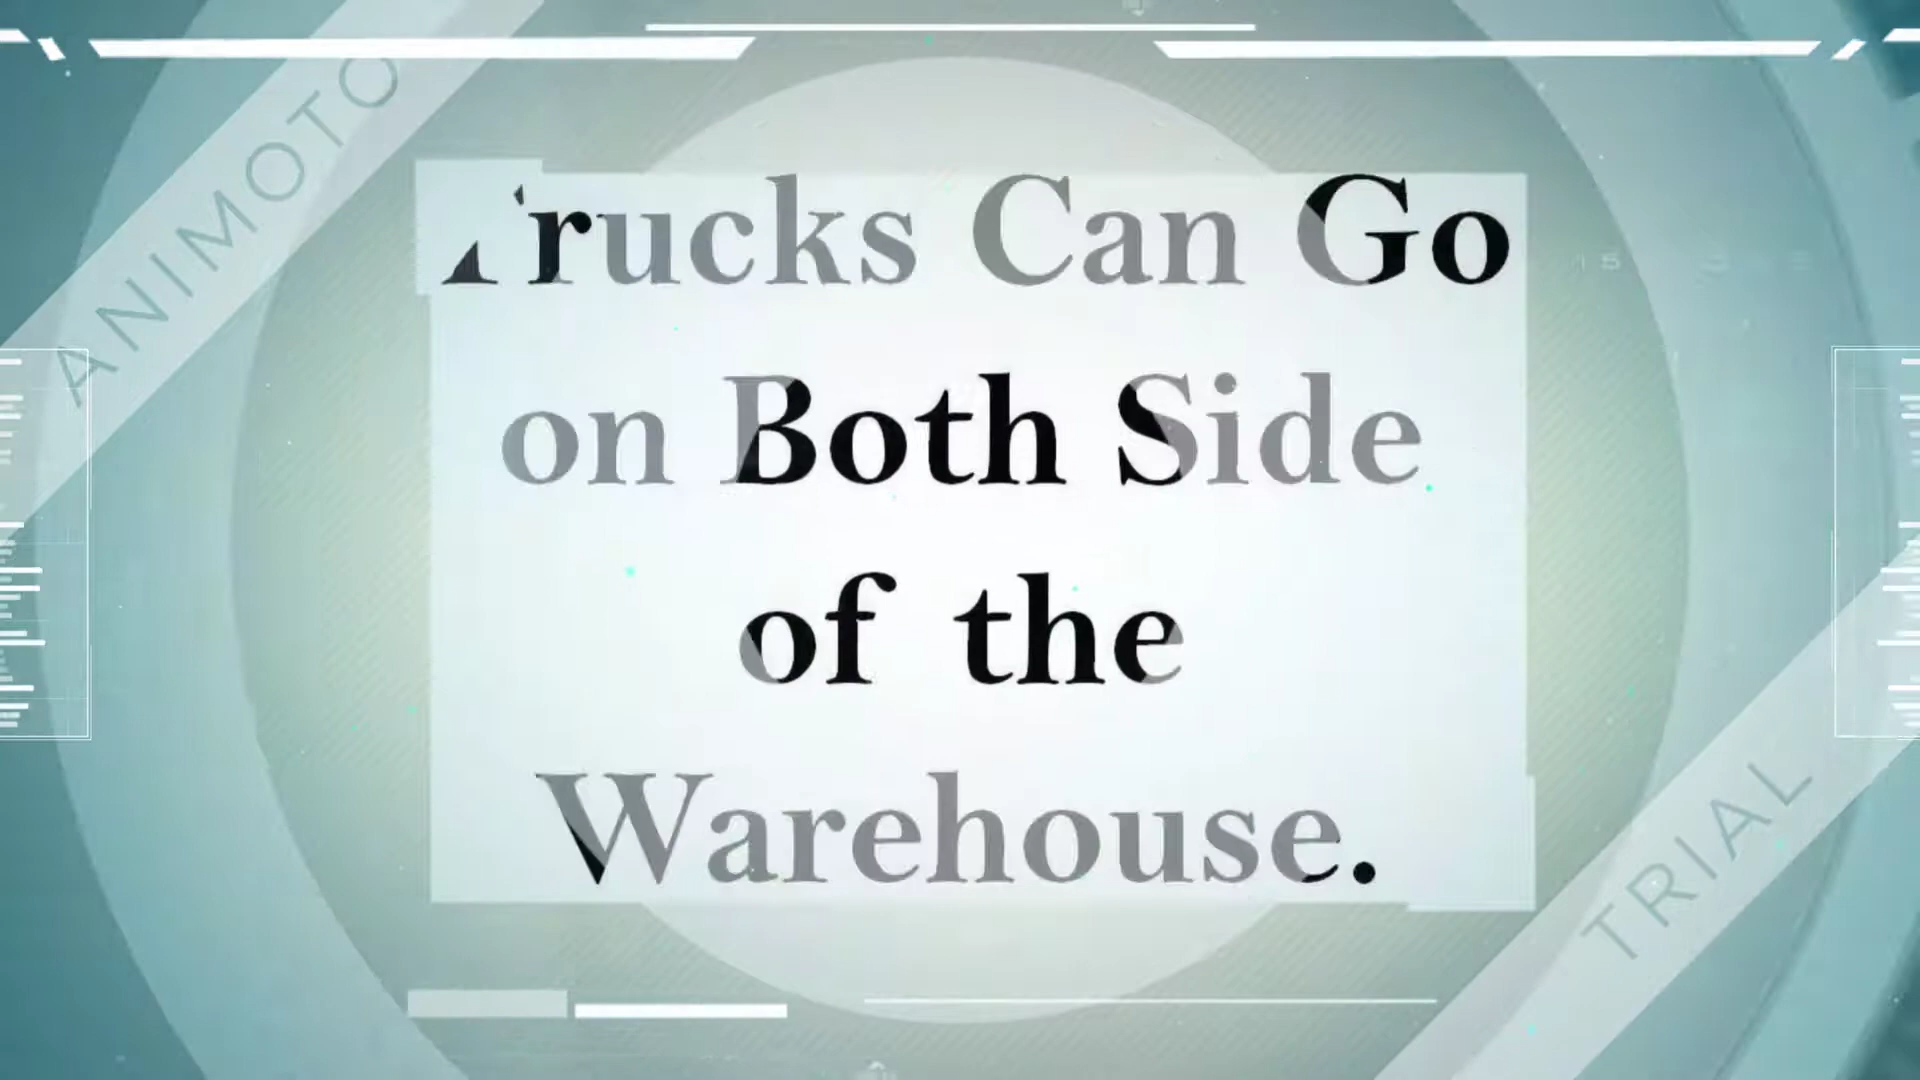 ANIMOTO
Trucks Can Go
on Both Side
of the
Warehouse.
TRIAL